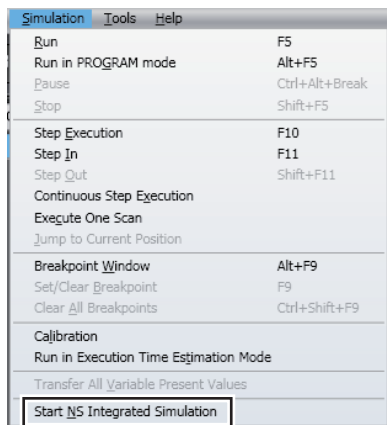 Simulation Tools Help
Run F5
Run in PROGRAM mode Alt+F5
Pause Ctrl+Alt+Break
Stop Shift+F5
Step Execution F10
Step In F11
Step Out Shift+F11
Continuous Step Execution
Execute One Scan
Jump to Current Position
Breakpoint Window Alt+F9
Set/Clear Breakpoint F9
Clear All Breakpoints Ctrl+Shift+F9
Calibration
Run in Execution Time Estimation Mode
Transfer All Variable Present Values
Start NS Integrated Simulation